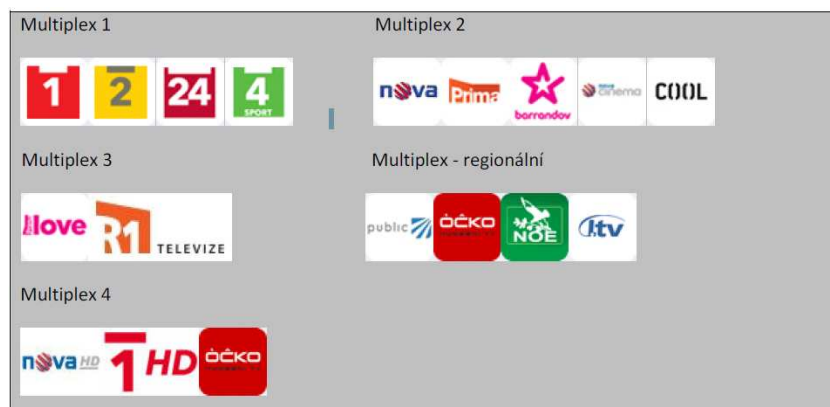 Multiplex 1
Multiplex 2
1 2 24 4 SPORT
nova Prima barrandov nova cinema COOL
Multiplex 3
Multiplex - regionální
love R1 TELEVIZE
public ÓČKO NOE
Multiplex 4
nova HD 1 HD ÓČKO